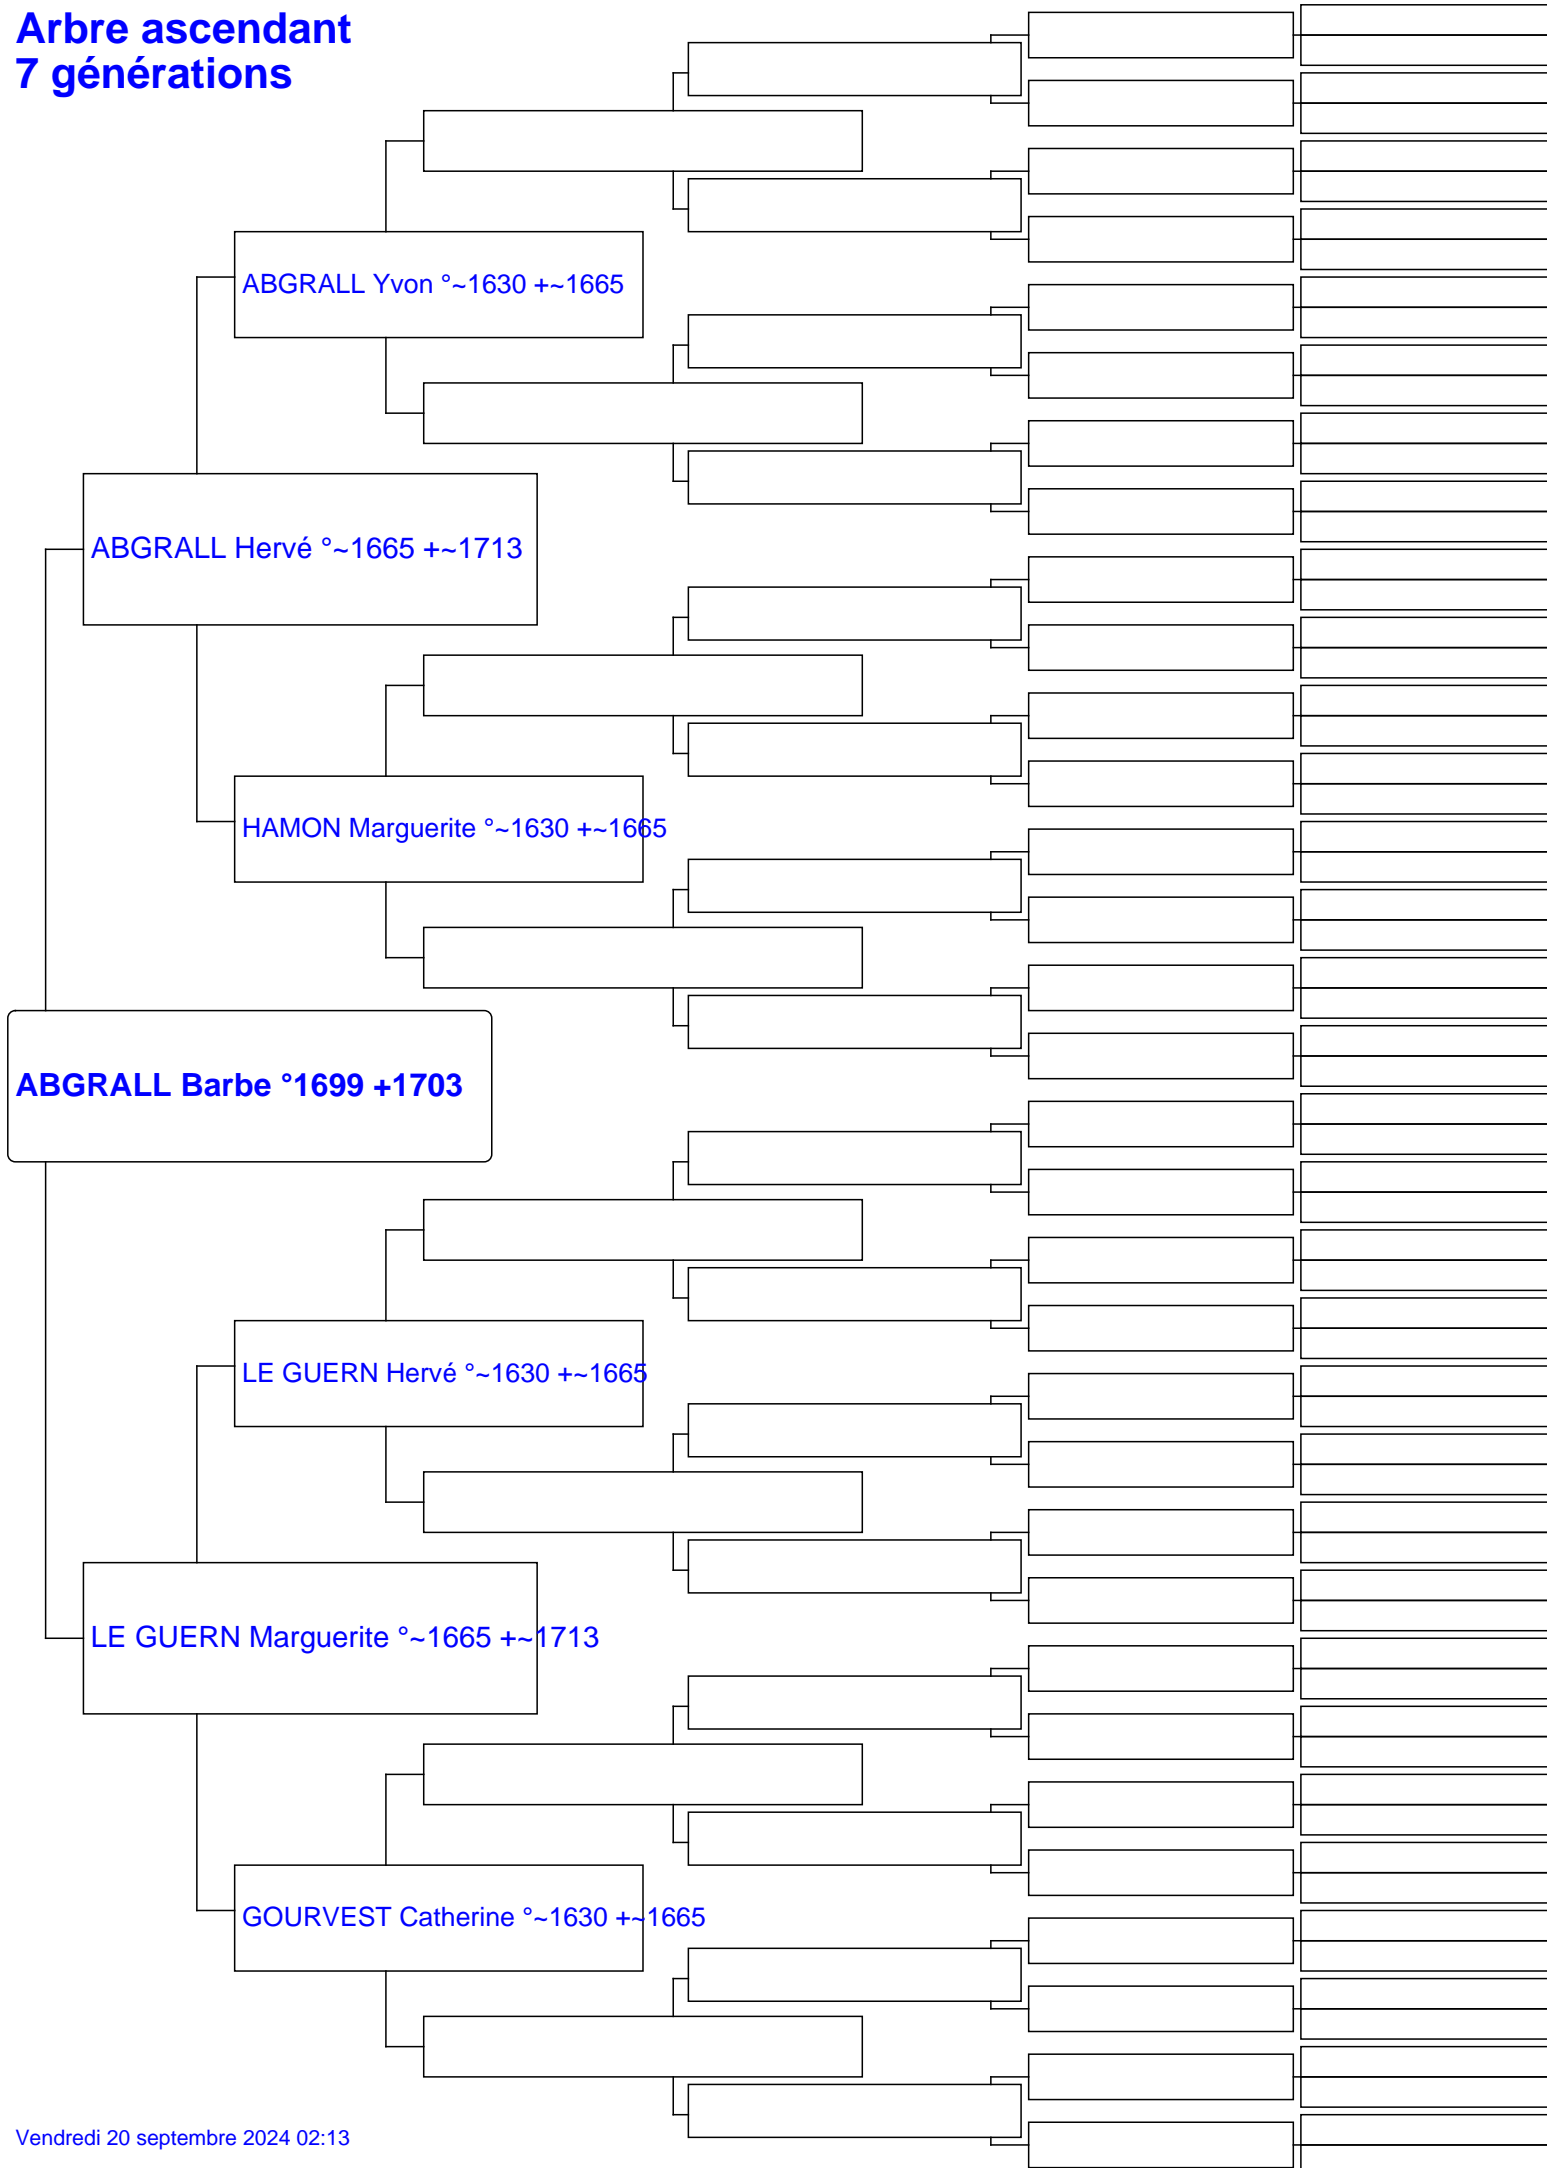 Arbre ascendant
7 générations
ABGRALL Yvon °~1630 +~1665
ABGRALL Hervé °~1665 +~1713
HAMON Marguerite °~1630 +~1665
ABGRALL Barbe °1699 +1703
LE GUERN Hervé °~1630 +~1665
LE GUERN Marguerite °~1665 +~1713
GOURVEST Catherine °~1630 +~1665
Vendredi 20 septembre 2024 02:13